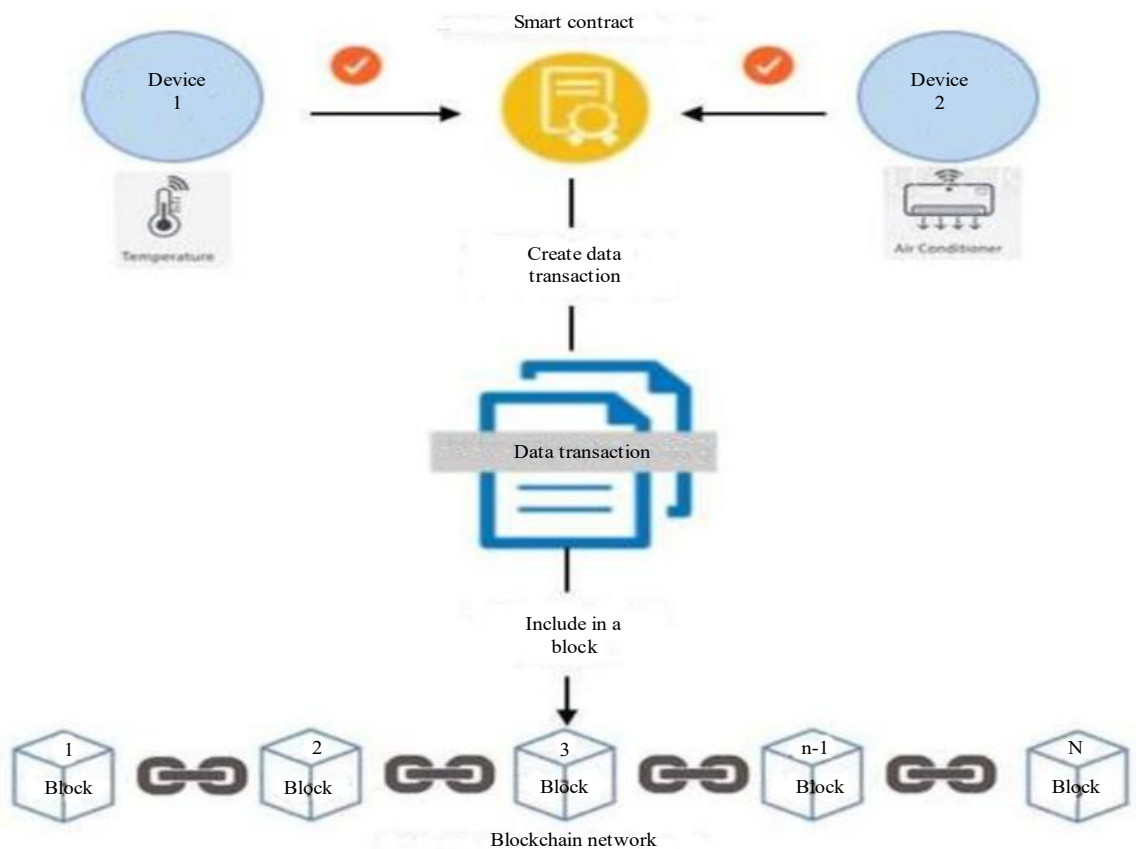 Smart contract
Device
1
Device
2
Temperature
Air Conditioner
Create data
transaction
Data transaction
Include in a
block
1
Block
2
Block
3
Block
n-1
Block
N
Block
Blockchain network